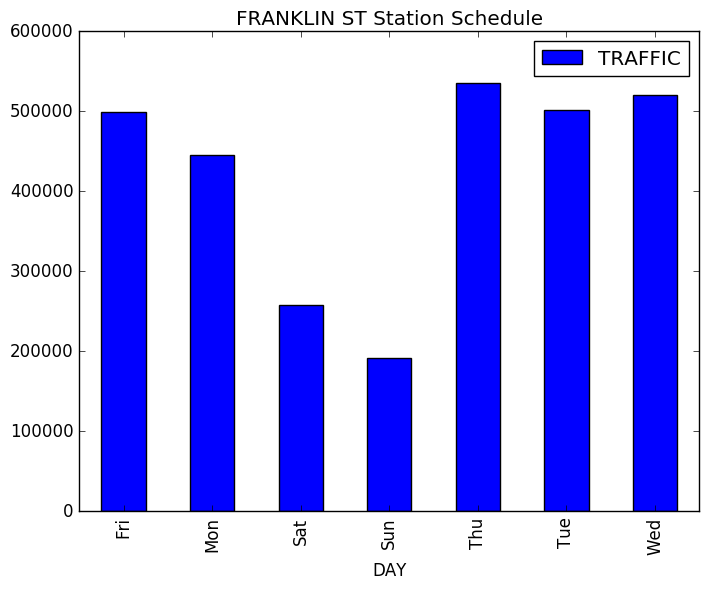 FRANKLIN ST Station Schedule
TRAFFIC
600000
500000
400000
300000
200000
100000
0
Fri
Mon
Sat
Sun
Thu
Tue
Wed
DAY